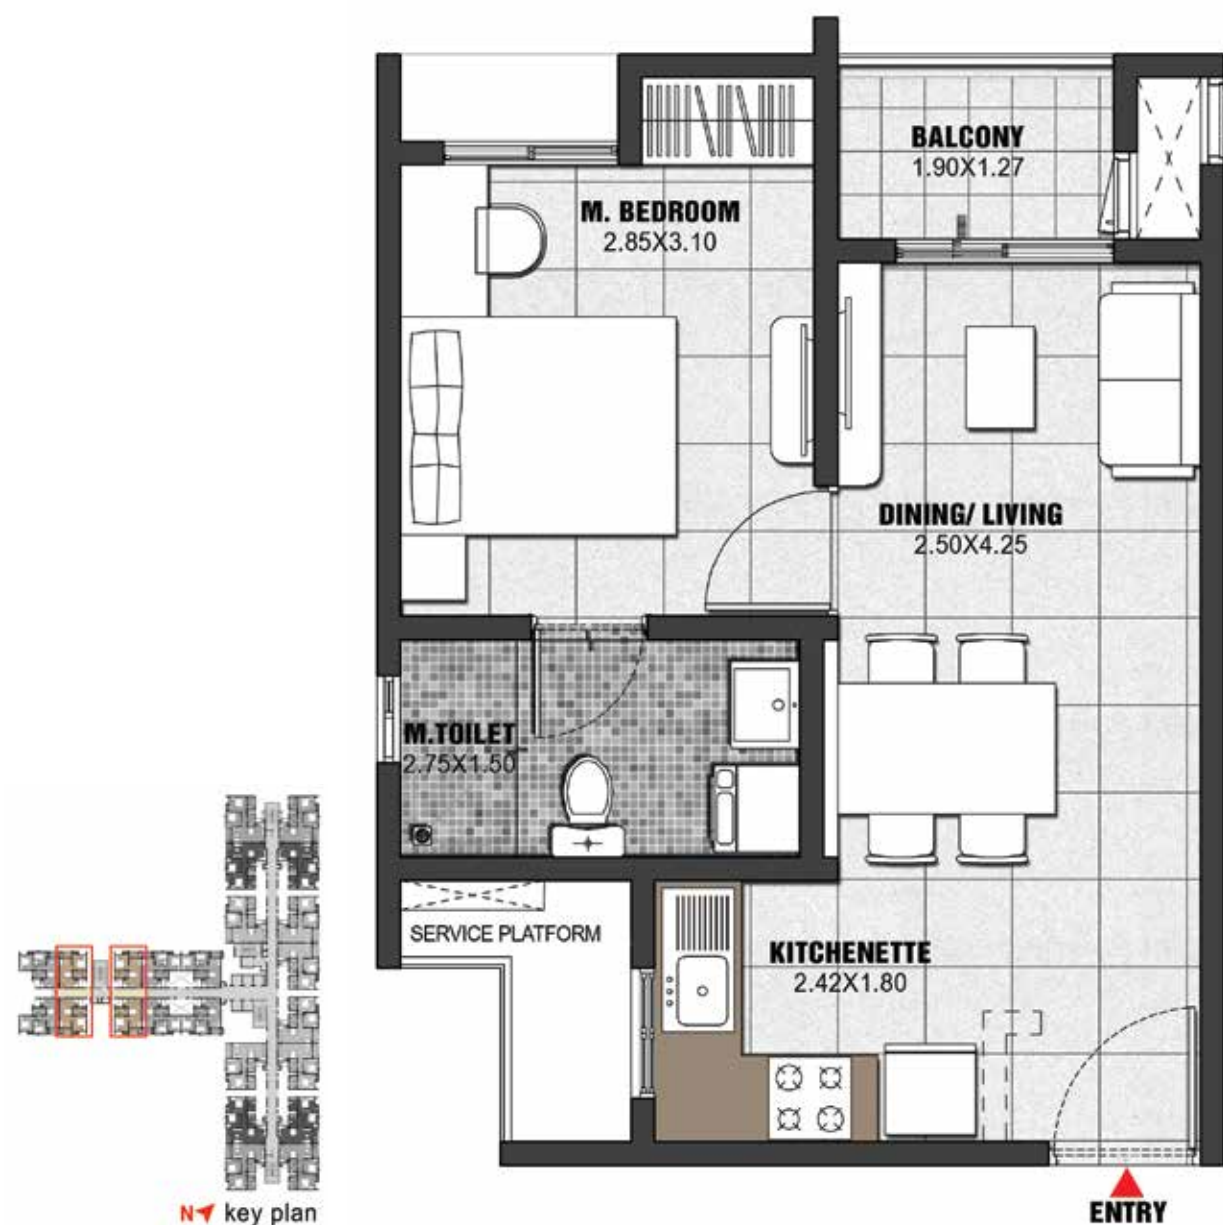 BALCONY
1.90X1.27
M. BEDROOM
2.85X3.10
DINING/ LIVING
2.50X4.25
M.TOILET
2.75X1.50
SERVICE PLATFORM
KITCHENETTE
2.42X1.80
N key plan
ENTRY